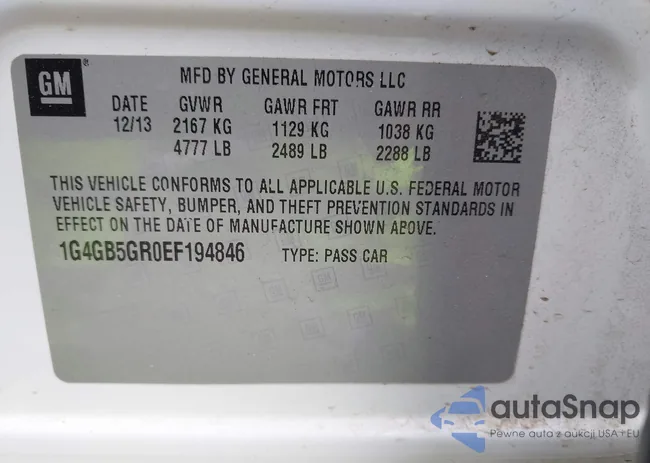 GM ®
MFD BY GENERAL MOTORS LLC
DATE GVWR GAWR FRT GAWR RR
12/13 2167 KG 1129 KG 1038 KG
4777 LB 2489 LB 2288 LB
THIS VEHICLE CONFORMS TO ALL APPLICABLE U.S. FEDERAL MOTOR
VEHICLE SAFETY, BUMPER, AND THEFT PREVENTION STANDARDS IN
EFFECT ON THE DATE OF MANUFACTURE SHOWN ABOVE.
1G4GB5GR0EF194846 TYPE: PASS CAR
autoSnap
Pewne auta z aukcji USA i EU